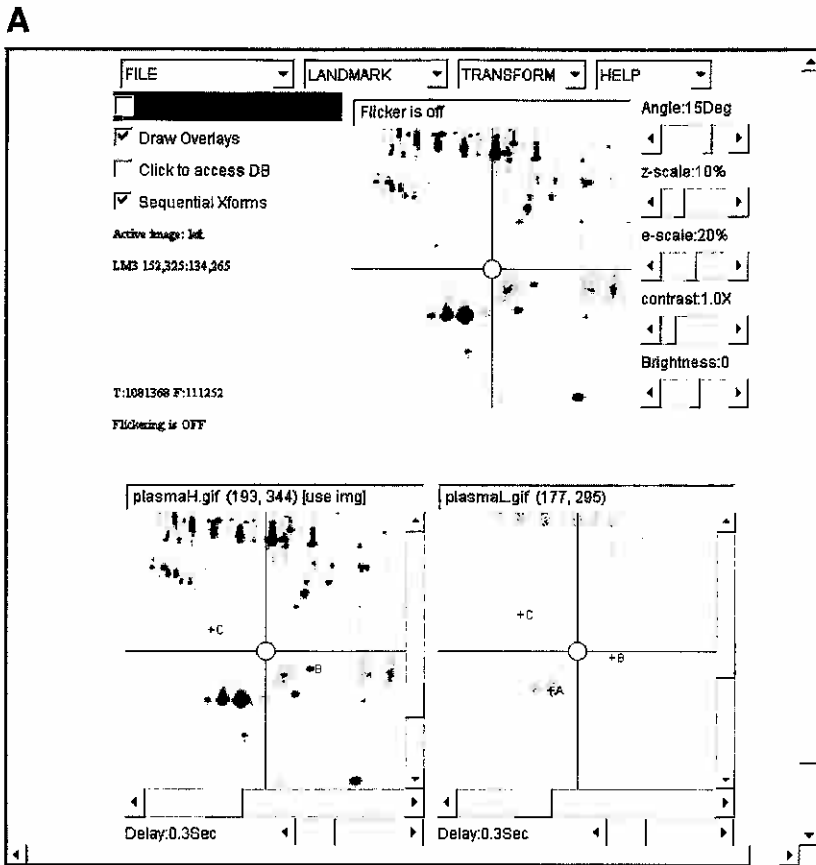 A
FILE LANDMARK TRANSFORM HELP
Flicker is off
Angle:15Deg
Draw Overlays
Click to access DB
z-scale:10%
Sequential Xforms
Active image: left
e-scale:20%
LM3 152,325:134,265
contrast:1.0X
Brightness:0
T:1081368 F:111252
Flickering is OFF
plasmaH.gif (193, 344) [use img]
plasmaL.gif (177, 295)
+C
+C
B
+B
+A
Delay:0.3Sec
Delay:0.3Sec